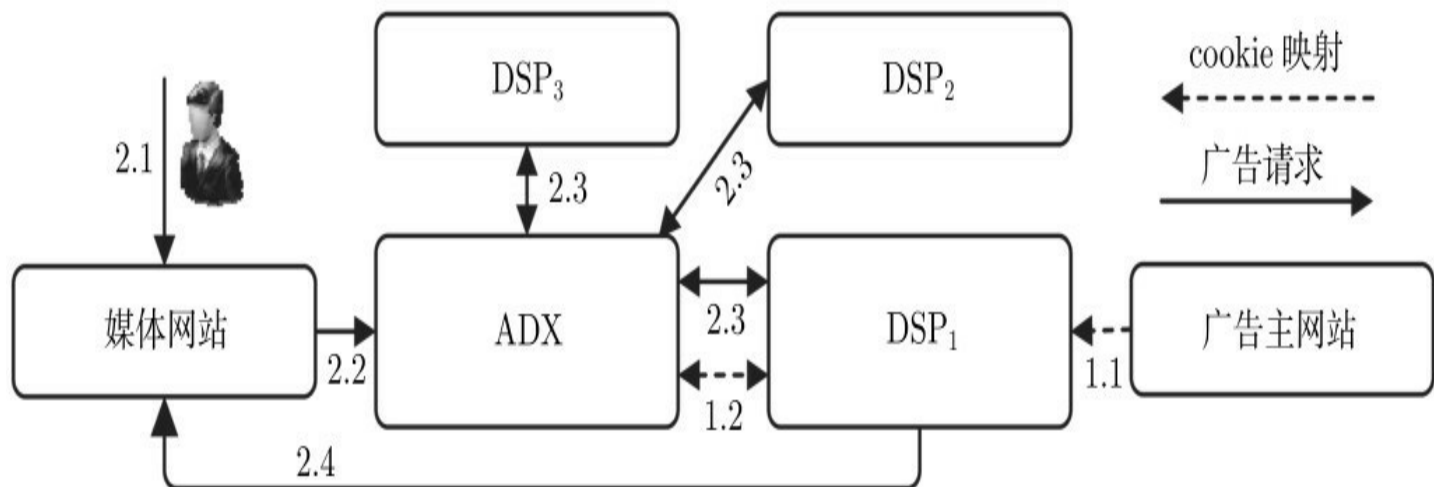 DSP₃
DSP₂
cookie 映射
2.1
2.3
2.3
广告请求
媒体网站
2.2
ADX
2.3
1.2
DSP₁
1.1
广告主网站
2.4